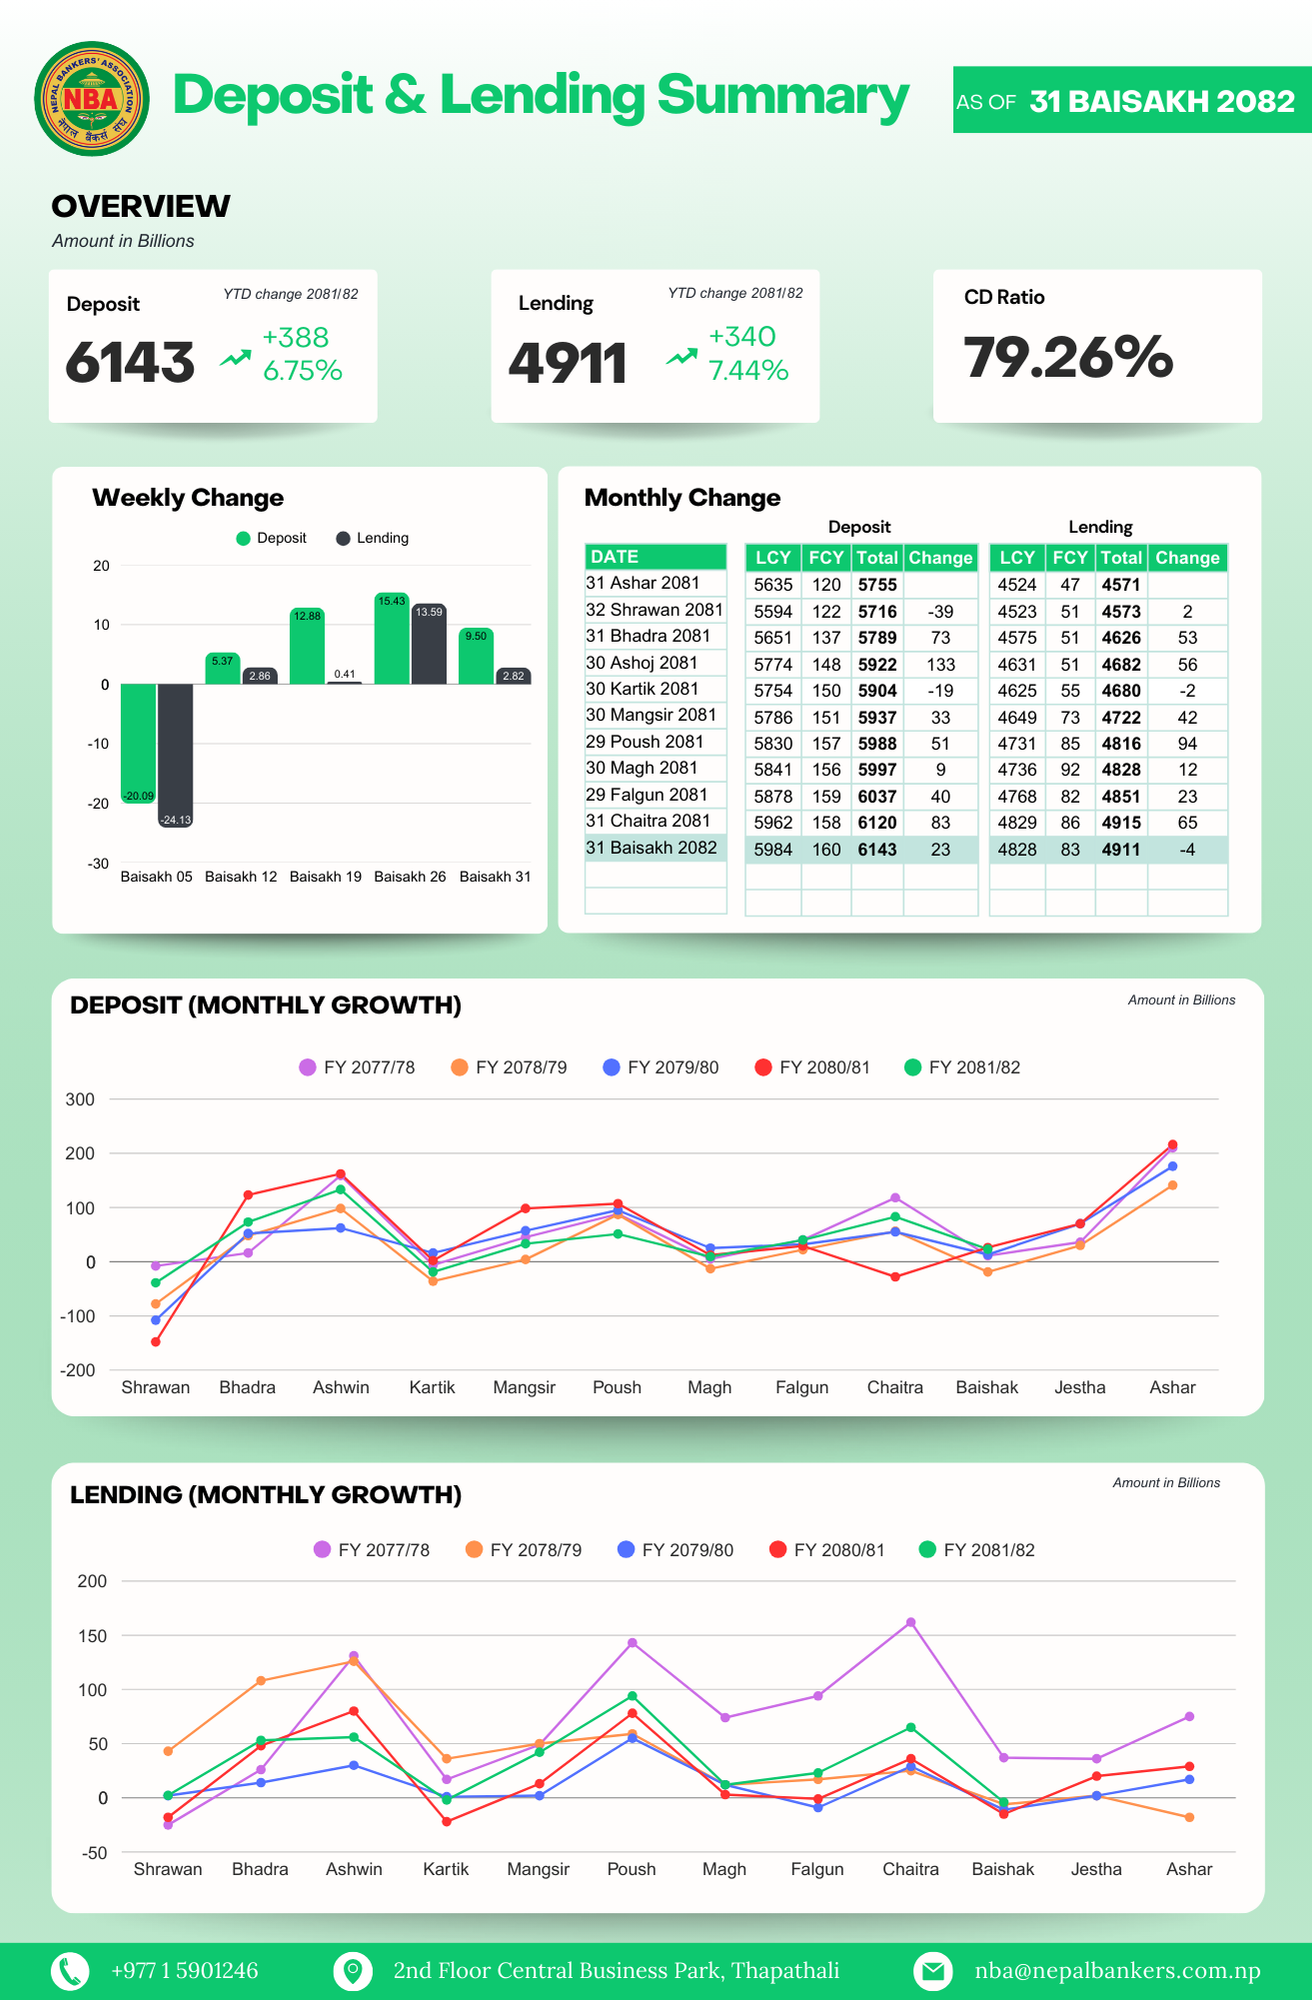 NEPAL BANKERS' ASSOCIATION
NBA
नेपाल बैंकर्स संघ
Deposit & Lending Summary
AS OF 31 BAISAKH 2082
OVERVIEW
Amount in Billions
Deposit
YTD change 2081/82
6143
+388
6.75%
Lending
YTD change 2081/82
4911
+340
7.44%
CD Ratio
79.26%
Weekly Change
Deposit Lending
20
10
0
-10
-20
-30
-20.09 -24.13 5.37 2.86 12.88 0.41 15.43 13.59 9.50 2.82
Baisakh 05 Baisakh 12 Baisakh 19 Baisakh 26 Baisakh 31
Monthly Change
Deposit Lending
DATE LCY FCY Total Change LCY FCY Total Change
31 Ashar 2081 5635 120 5755 4524 47 4571
32 Shrawan 2081 5594 122 5716 -39 4523 51 4573 2
31 Bhadra 2081 5651 137 5789 73 4575 51 4626 53
30 Ashoj 2081 5774 148 5922 133 4631 51 4682 56
30 Kartik 2081 5754 150 5904 -19 4625 55 4680 -2
30 Mangsir 2081 5786 151 5937 33 4649 73 4722 42
29 Poush 2081 5830 157 5988 51 4731 85 4816 94
30 Magh 2081 5841 156 5997 9 4736 92 4828 12
29 Falgun 2081 5878 159 6037 40 4768 82 4851 23
31 Chaitra 2081 5962 158 6120 83 4829 86 4915 65
31 Baisakh 2082 5984 160 6143 23 4828 83 4911 -4
DEPOSIT (MONTHLY GROWTH)
Amount in Billions
FY 2077/78 FY 2078/79 FY 2079/80 FY 2080/81 FY 2081/82
300
200
100
0
-100
-200
Shrawan Bhadra Ashwin Kartik Mangsir Poush Magh Falgun Chaitra Baishak Jestha Ashar
LENDING (MONTHLY GROWTH)
Amount in Billions
FY 2077/78 FY 2078/79 FY 2079/80 FY 2080/81 FY 2081/82
200
150
100
50
0
-50
Shrawan Bhadra Ashwin Kartik Mangsir Poush Magh Falgun Chaitra Baishak Jestha Ashar
+977 1 5901246 2nd Floor Central Business Park, Thapathali nba@nepalbankers.com.np